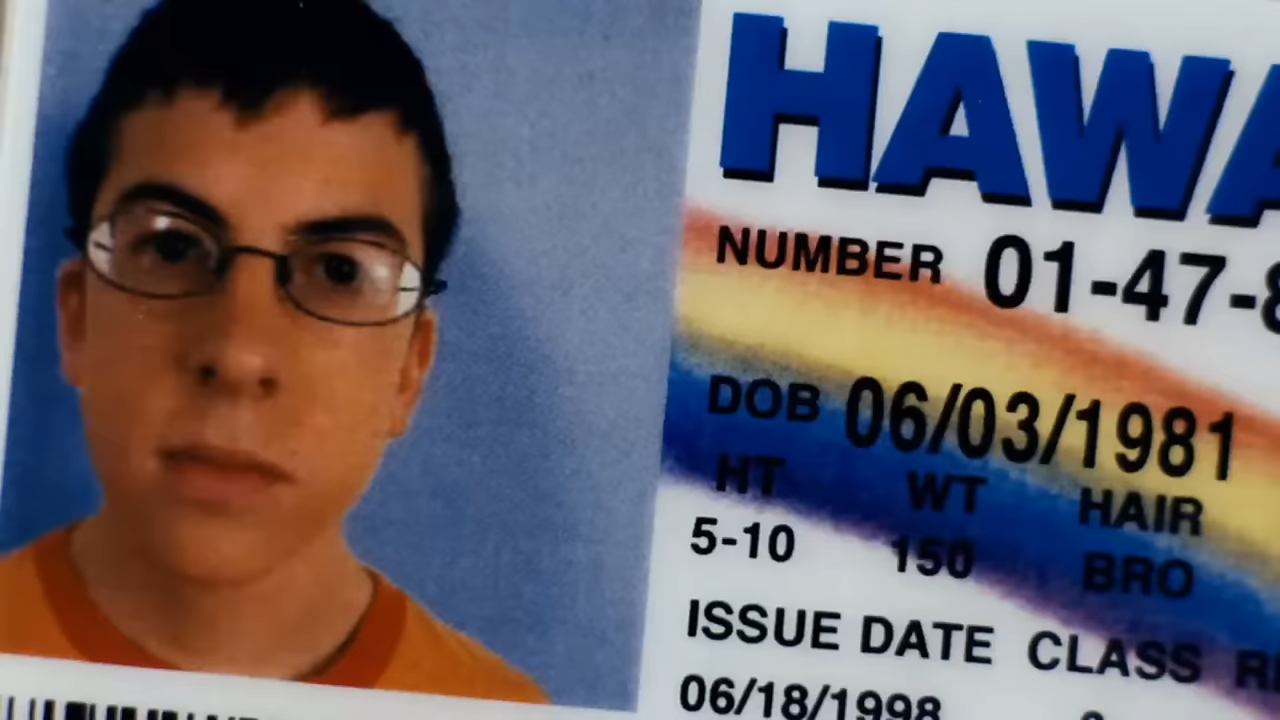 HAWA
NUMBER 01-47-8
DOB 06/03/1981
HT WT HAIR
5-10 150 BRO
ISSUE DATE CLASS
06/18/1998